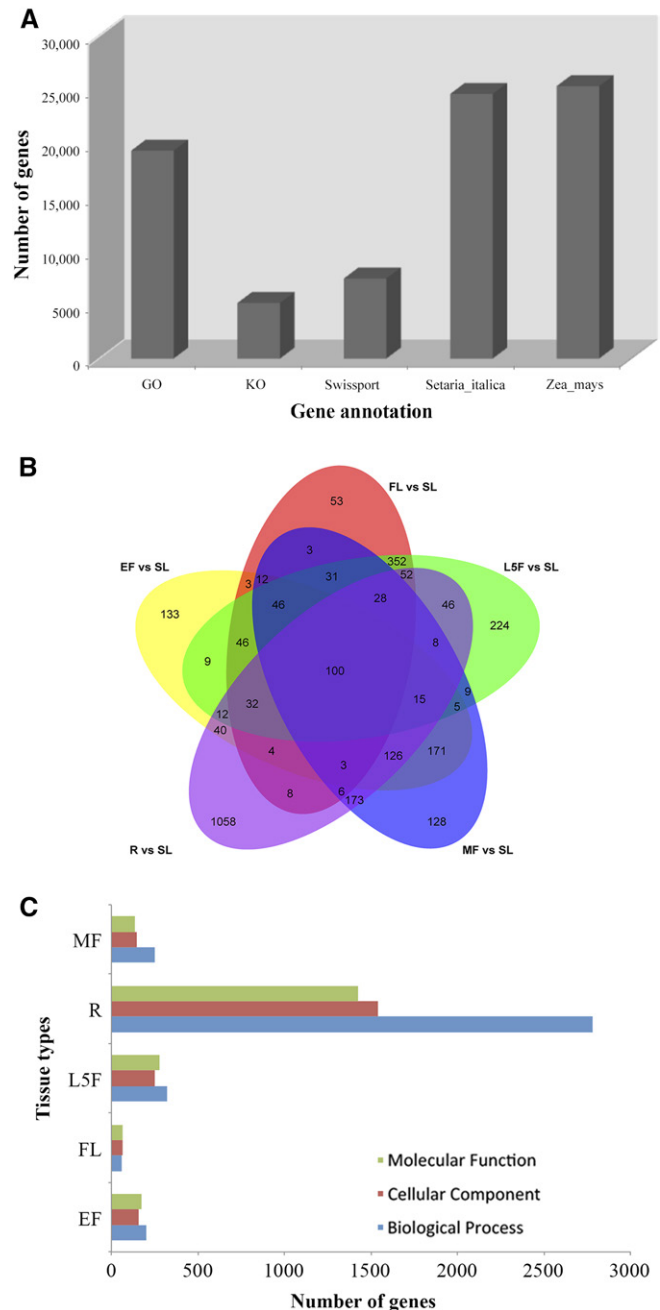 A
30,000
25,000
20,000
15,000
10,000
5000
0
Number of genes
GO KO Swissport Setaria_italica Zea_mays
Gene annotation
B
FL vs SL
53
EF vs SL
L5F vs SL
3
352
3 12 31 52
133
46 28 46
224
46 8
9
100
32 15 9
5
12
40
4 126 171
3
8 6
173
1058
128
R vs SL
MF vs SL
C
Tissue types
MF
R
L5F
FL
EF
Molecular Function
Cellular Component
Biological Process
0 500 1000 1500 2000 2500 3000
Number of genes